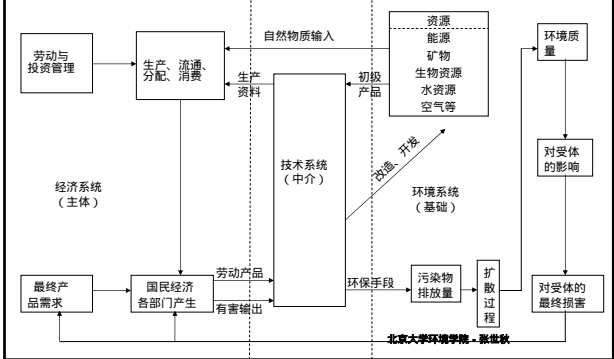 资源
能源
矿物
生物资源
水资源
空气等
环境质
量
自然物质输入
劳动与
投资管理
生产、流通、
分配、消费
生产
资料
初级
产品
技术系统
（中介）
改造、开发
对受体
的影响
经济系统
（主体）
环境系统
（基础）
最终产
品需求
国民经济
各部门产生
劳动产品
有害输出
环保手段
污染物
排放量
扩
散
过
程
对受体的
最终损害
北京大学环境学院 - 张世秋